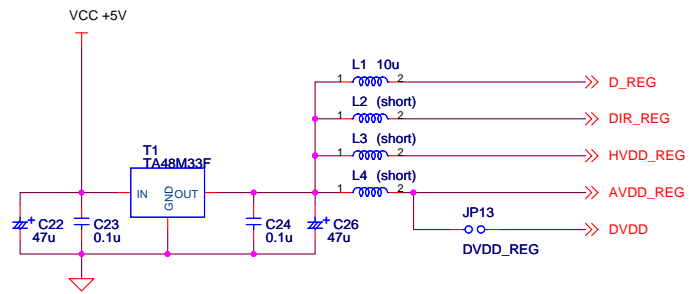 VCC +5V
L1 10u
1 2
D_REG
L2 (short)
1 2
DIR_REG
L3 (short)
1 2
HVDD_REG
T1
TA48M33F
L4 (short)
1 2
AVDD_REG
IN
GND
OUT
JP13
DVDD
DVDD_REG
C22
47u
C23
0.1u
C24
0.1u
C26
47u